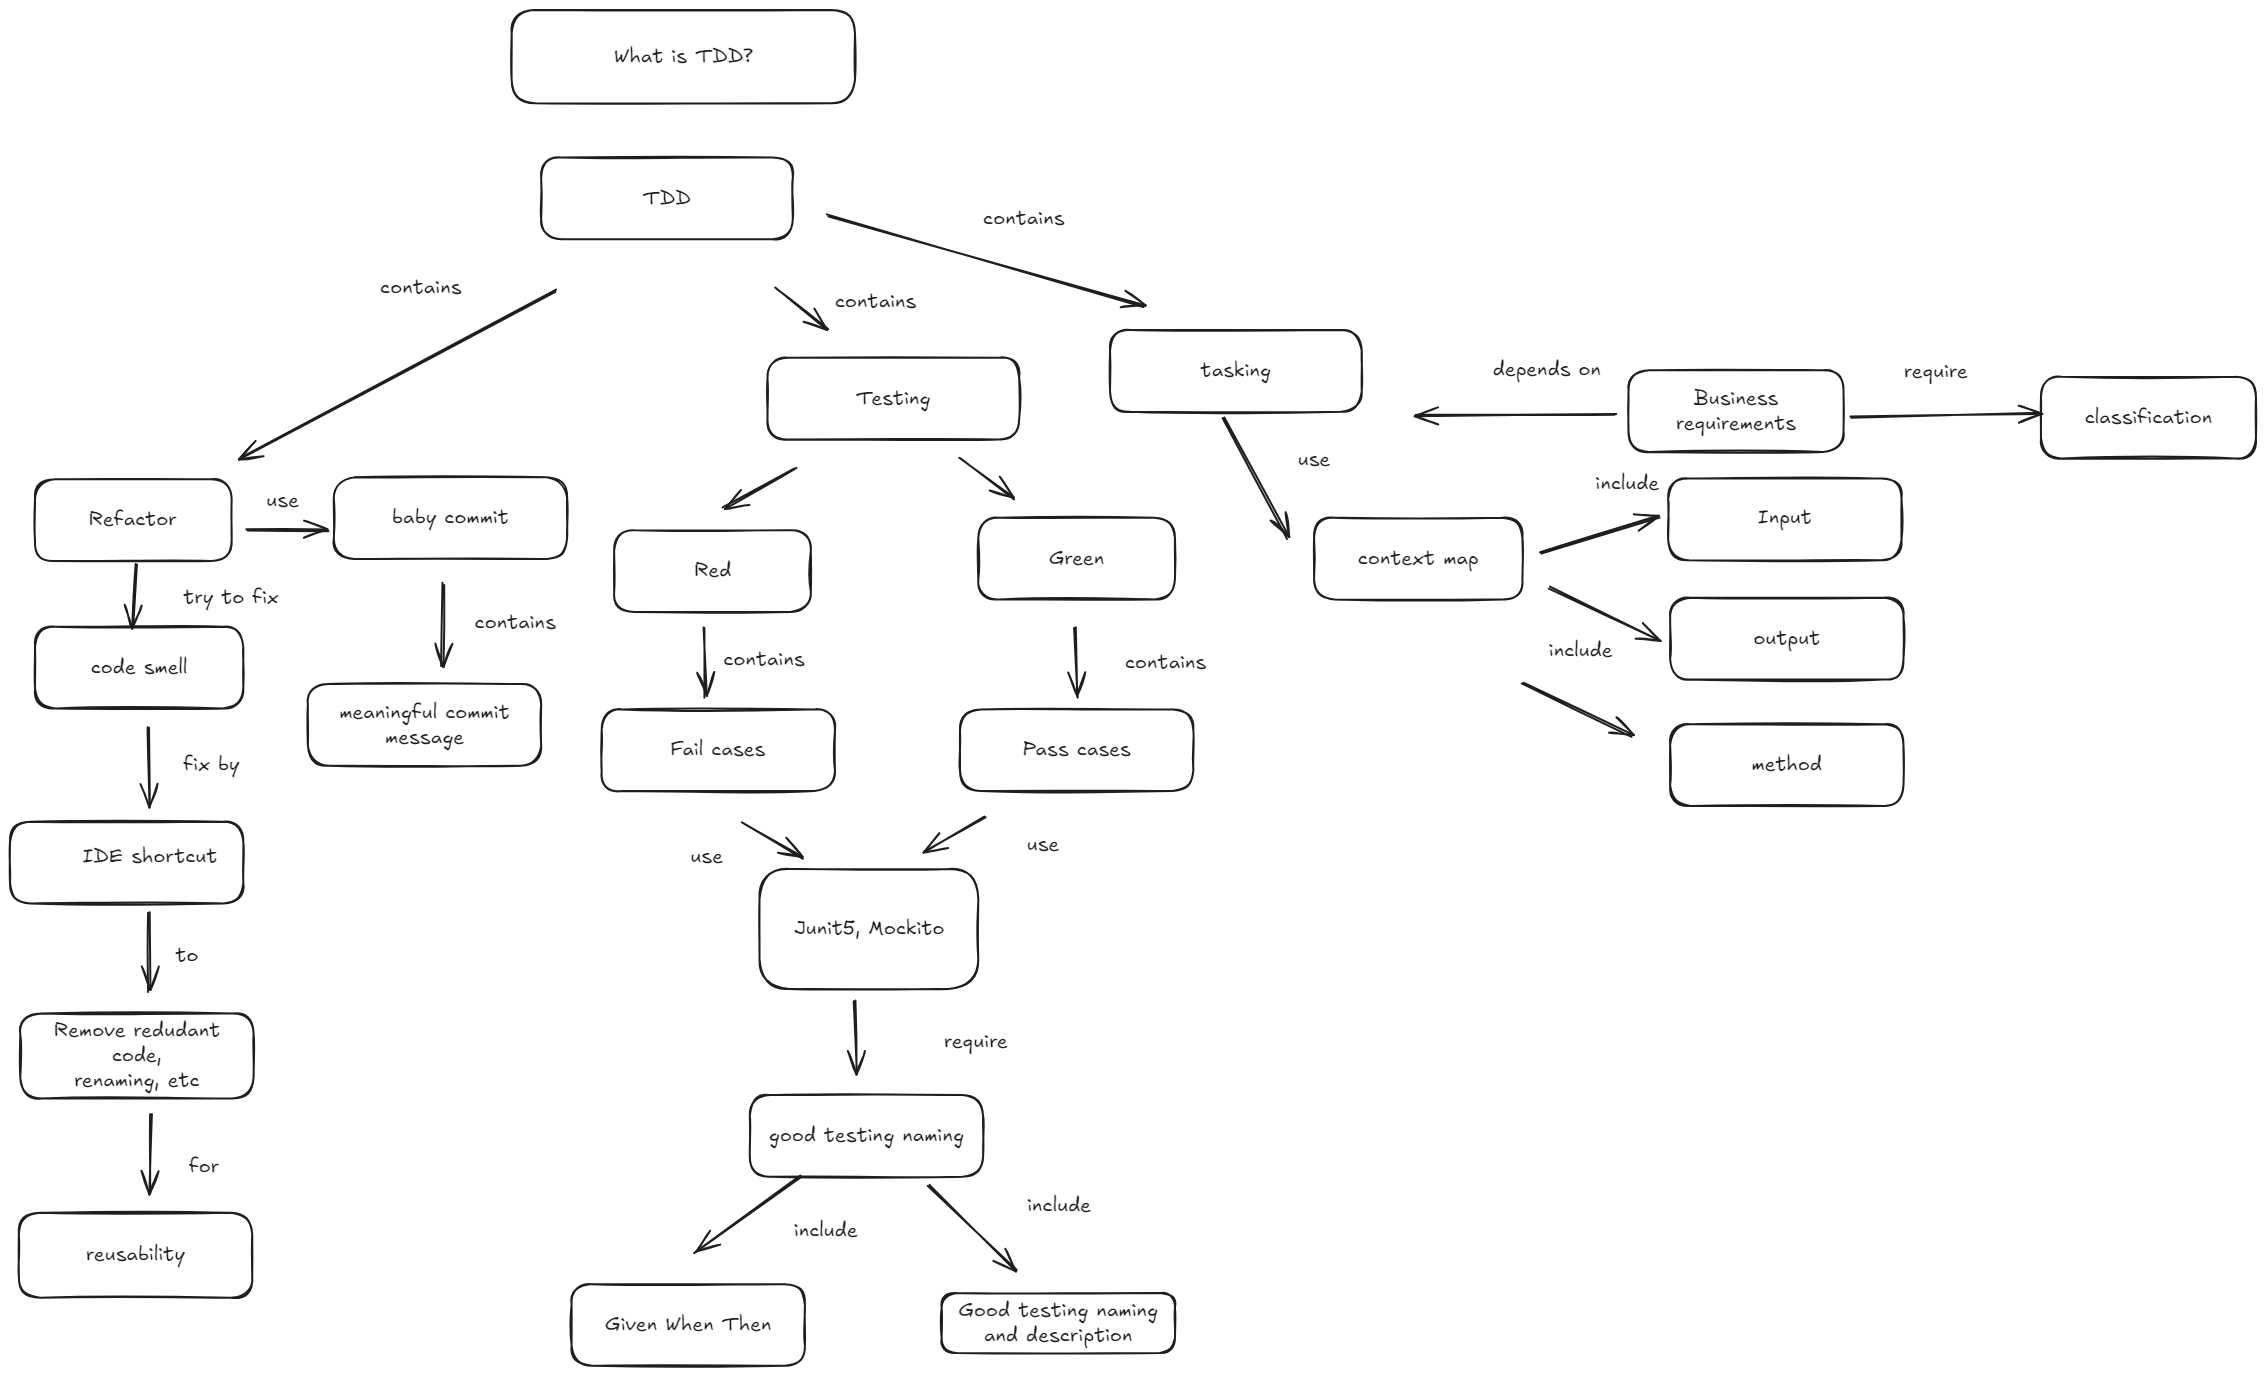 What is TDD?
TDD
contains
contains
contains
tasking
depends on
Business
requirements
require
classification
Testing
use
include
Input
Refactor
use
baby commit
Red
Green
context map
try to fix
contains
output
include
code smell
contains
contains
meaningful commit
message
Fail cases
Pass cases
method
fix by
use
use
IDE shortcut
Junit5, Mockito
to
Remove redudant
code,
renaming, etc
require
good testing naming
for
include
include
reusability
Given When Then
Good testing naming
and description